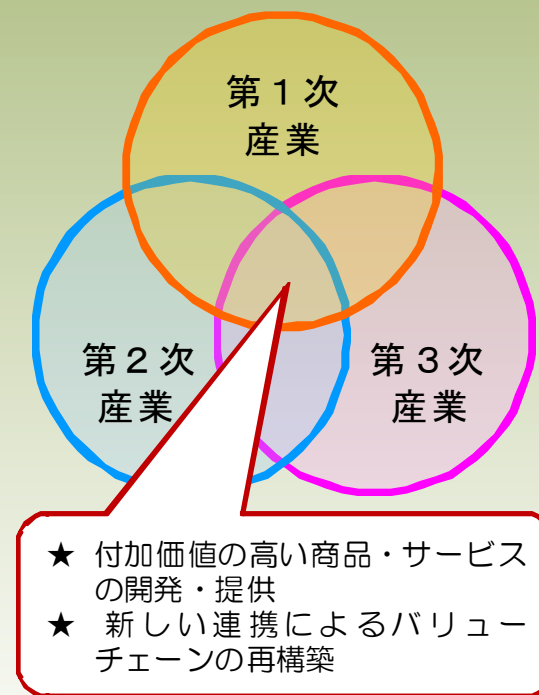 第１次
産業
第２次
産業
第３次
産業
★ 付加価値の高い商品・サービス
の開発・提供
★ 新しい連携によるバリュー
チェーンの再構築